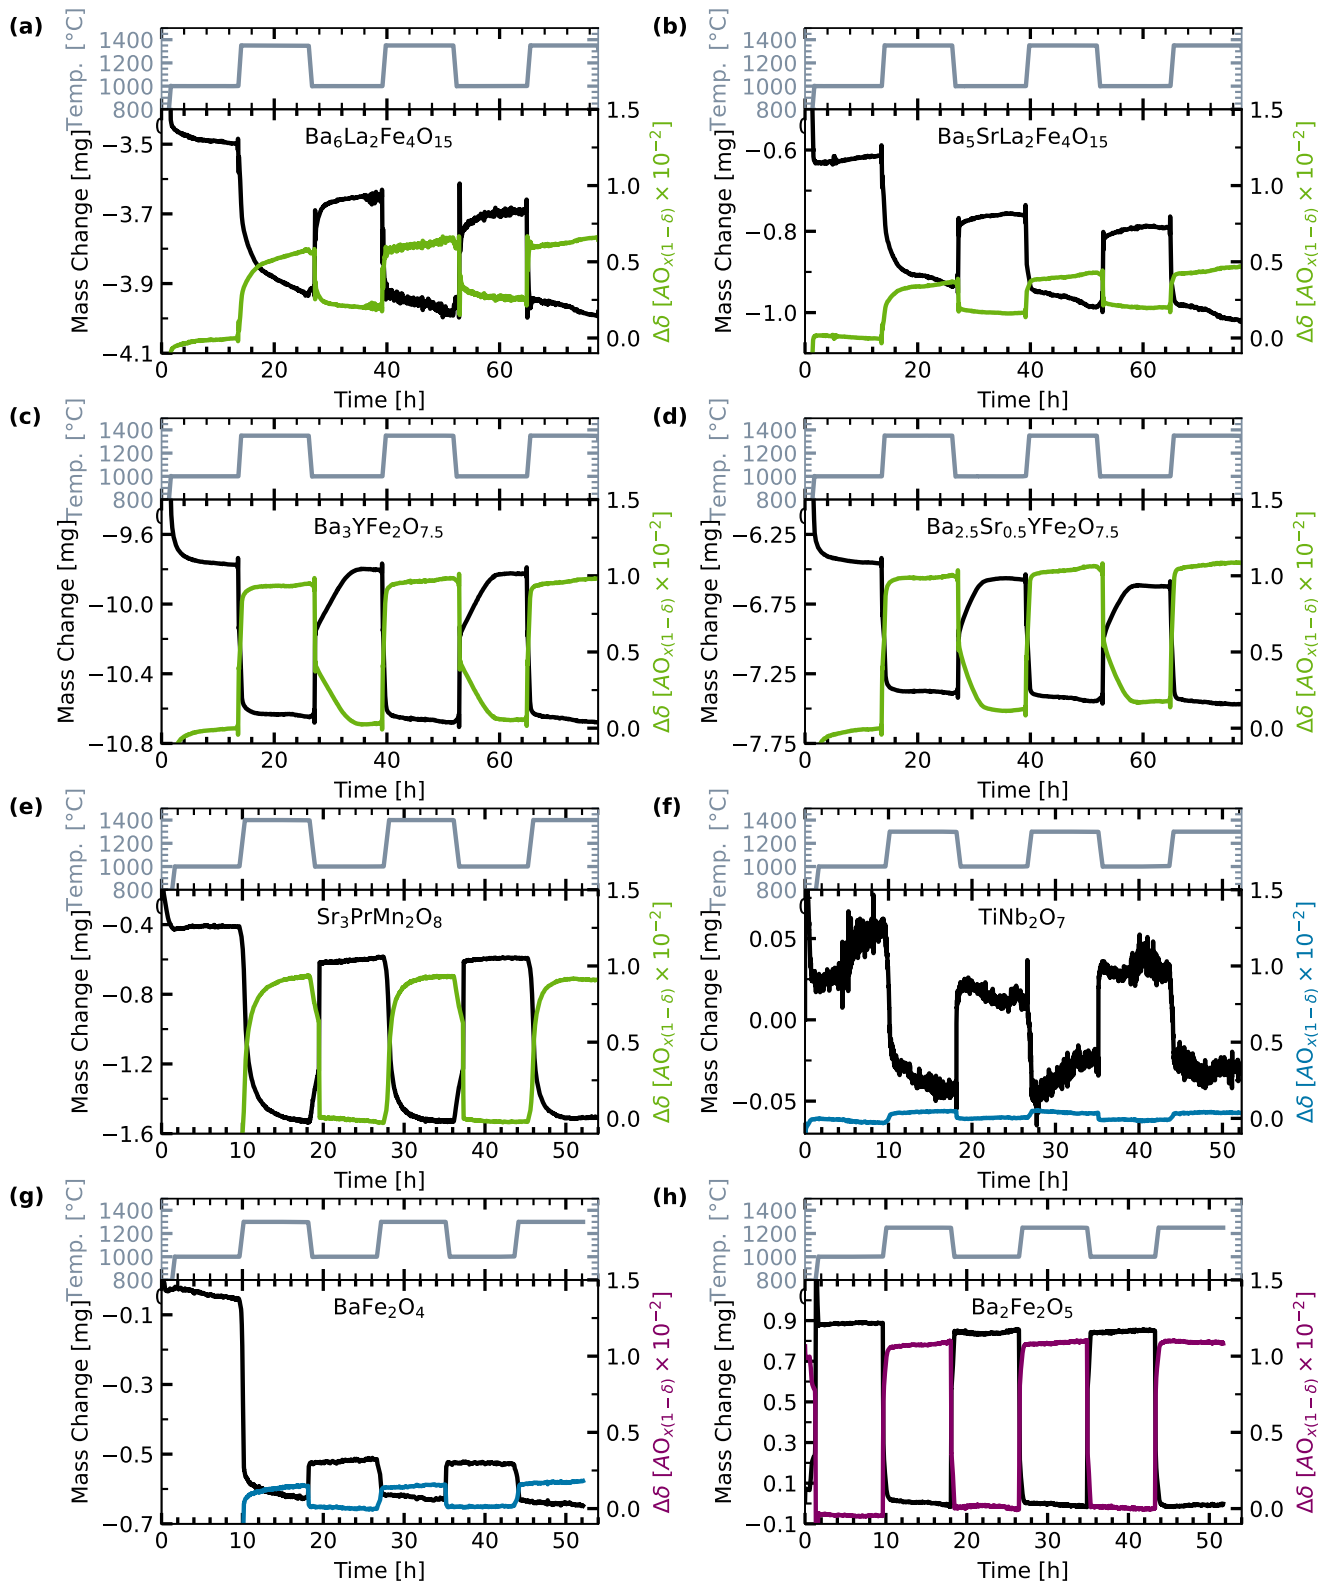 (a)
Temp. [°C]
1400
1200
1000
800
0
Ba₆La₂Fe₄O₁₅
Mass Change [mg]
−3.5
−3.7
−3.9
−4.1
1.5
1.0
0.5
0.0
Δδ [AOₓ₍₁₋δ₎ × 10⁻²]
0 20 40 60
Time [h]
(b)
Temp. [°C]
1400
1200
1000
800
0
Ba₅SrLa₂Fe₄O₁₅
Mass Change [mg]
−0.6
−0.8
−1.0
1.5
1.0
0.5
0.0
Δδ [AOₓ₍₁₋δ₎ × 10⁻²]
0 20 40 60
Time [h]
(c)
Temp. [°C]
1400
1200
1000
800
0
Ba₃YFe₂O₇.₅
Mass Change [mg]
−9.6
−10.0
−10.4
−10.8
1.5
1.0
0.5
0.0
Δδ [AOₓ₍₁₋δ₎ × 10⁻²]
0 20 40 60
Time [h]
(d)
Temp. [°C]
1400
1200
1000
800
0
Ba₂.₅Sr₀.₅YFe₂O₇.₅
Mass Change [mg]
−6.25
−6.75
−7.25
−7.75
1.5
1.0
0.5
0.0
Δδ [AOₓ₍₁₋δ₎ × 10⁻²]
0 20 40 60
Time [h]
(e)
Temp. [°C]
1400
1200
1000
800
0
Sr₃PrMn₂O₈
Mass Change [mg]
−0.4
−0.8
−1.2
−1.6
1.5
1.0
0.5
0.0
Δδ [AOₓ₍₁₋δ₎ × 10⁻²]
0 10 20 30 40 50
Time [h]
(f)
Temp. [°C]
1400
1200
1000
800
0
TiNb₂O₇
Mass Change [mg]
0.05
0.00
−0.05
1.5
1.0
0.5
0.0
Δδ [AOₓ₍₁₋δ₎ × 10⁻²]
0 10 20 30 40 50
Time [h]
(g)
Temp. [°C]
1400
1200
1000
800
0
BaFe₂O₄
Mass Change [mg]
−0.1
−0.3
−0.5
−0.7
1.5
1.0
0.5
0.0
Δδ [AOₓ₍₁₋δ₎ × 10⁻²]
0 10 20 30 40 50
Time [h]
(h)
Temp. [°C]
1400
1200
1000
800
0
Ba₂Fe₂O₅
Mass Change [mg]
0.9
0.7
0.5
0.3
0.1
−0.1
1.5
1.0
0.5
0.0
Δδ [AOₓ₍₁₋δ₎ × 10⁻²]
0 10 20 30 40 50
Time [h]